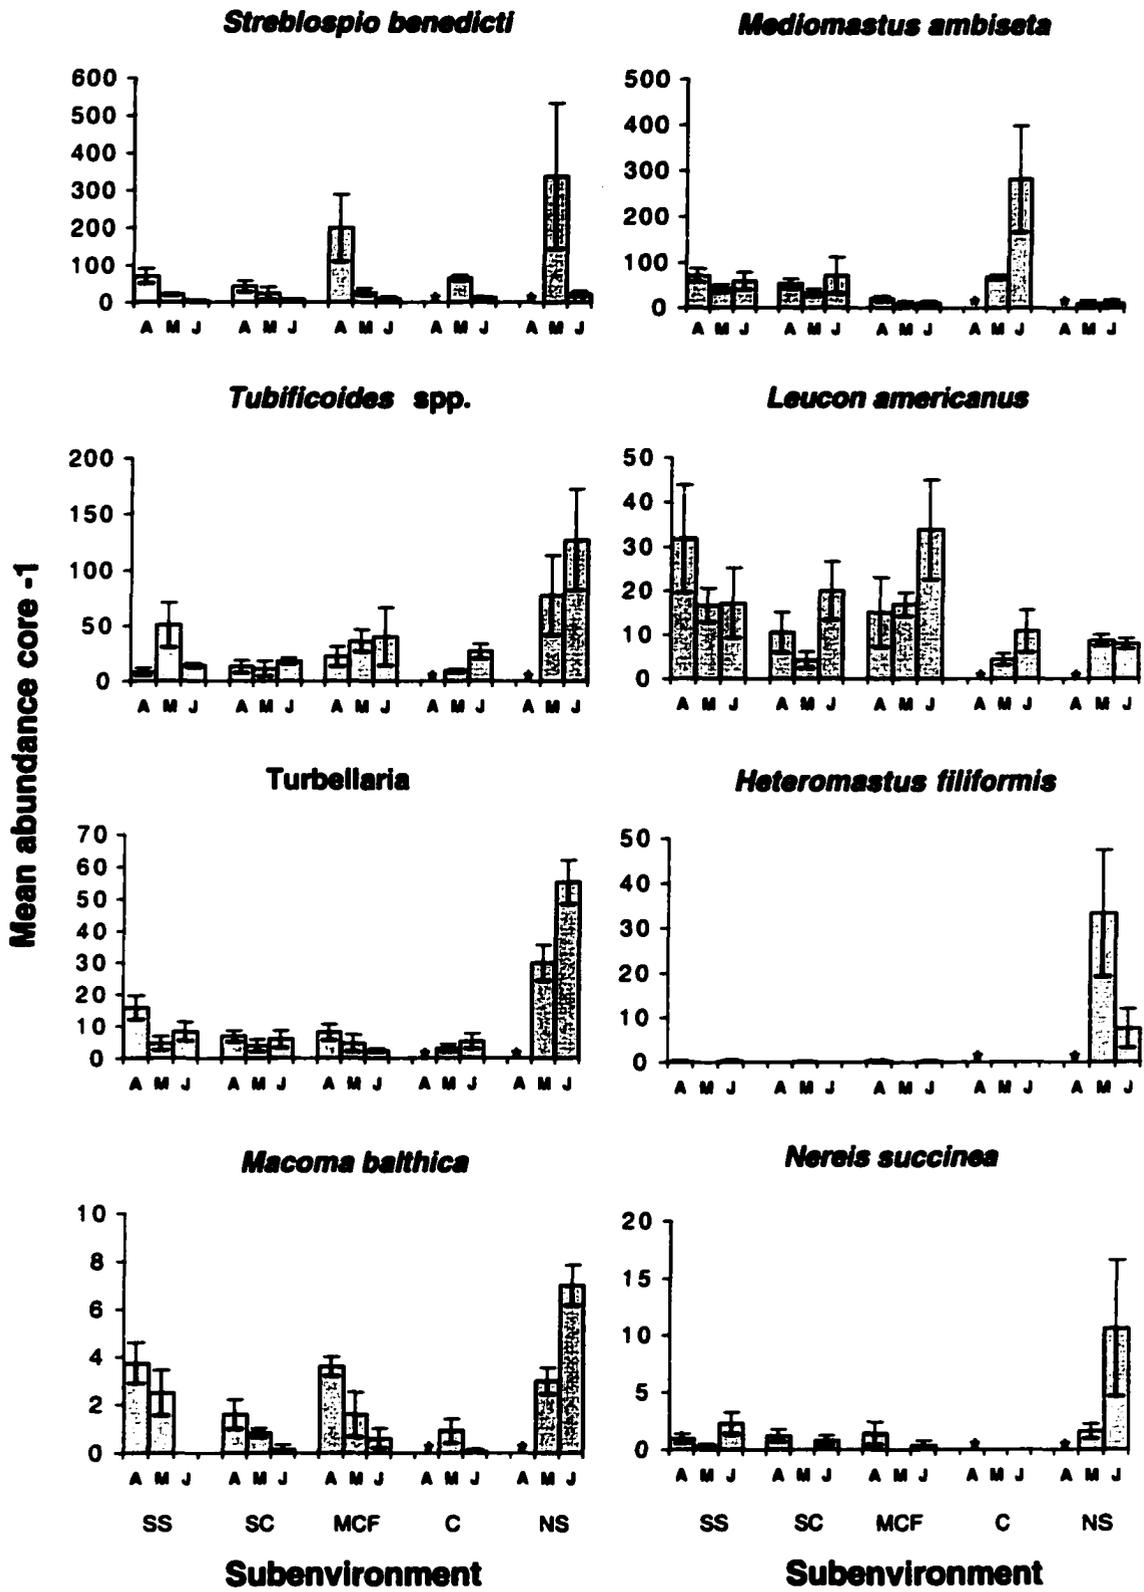 Streblospio benedicti
Mediomastus ambiseta
600
500
400
300
200
100
0
A M J A M J A M J * M J * M J
500
400
300
200
100
0
A M J A M J A M J * M J * M J
Tubificoides spp.
Leucon americanus
200
150
100
50
0
A M J A M J A M J * A M J * A M J
50
40
30
20
10
0
A M J A M J A M J * A M J * A M J
Mean abundance core -1
Turbellaria
Heteromastus filiformis
70
60
50
40
30
20
10
0
A M J A M J A M J * A M J * A M J
50
40
30
20
10
0
A M J A M J A M J * A M J * A M J
Macoma balthica
Nereis succinea
10
8
6
4
2
0
A M J A M J A M J * A M J * A M J
20
15
10
5
0
A M J A M J A M J * A M J * A M J
SS SC MCF C NS
SS SC MCF C NS
Subenvironment
Subenvironment